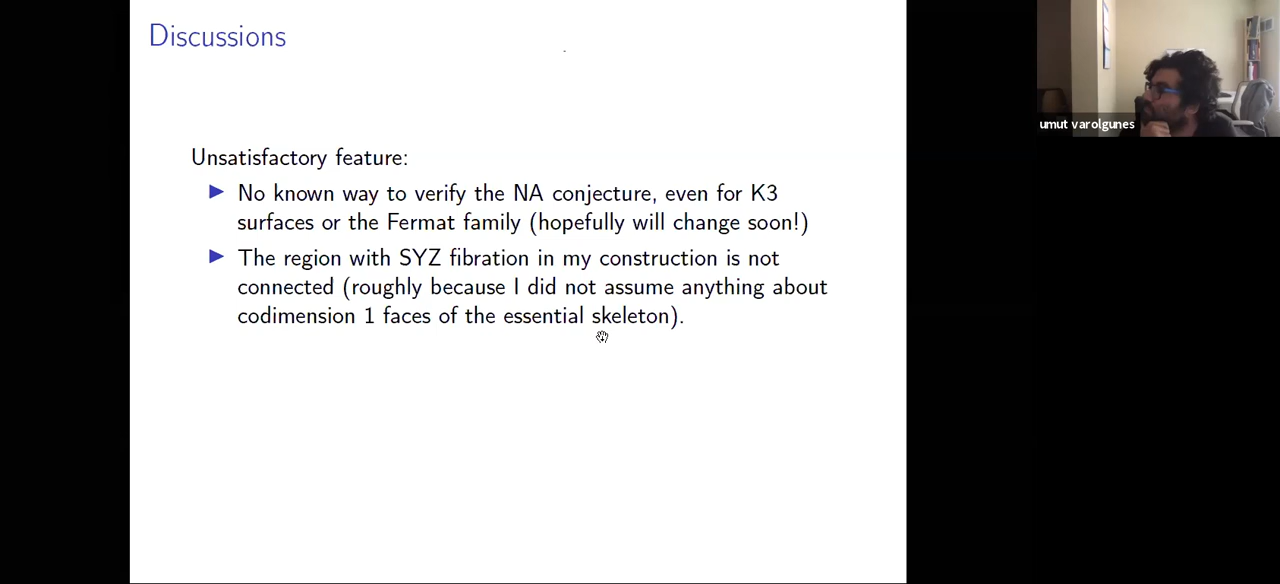 Discussions
Unsatisfactory feature:
No known way to verify the NA conjecture, even for K3
surfaces or the Fermat family (hopefully will change soon!)
The region with SYZ fibration in my construction is not
connected (roughly because I did not assume anything about
codimension 1 faces of the essential skeleton).
umut varolgunes